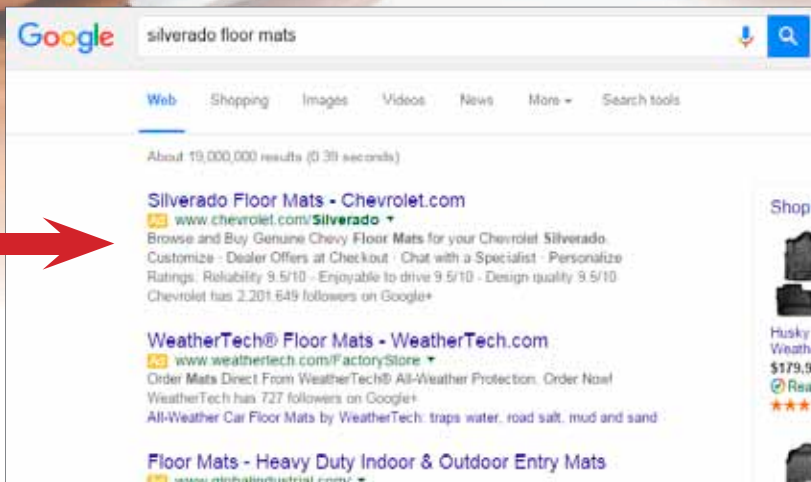 Google
silverado floor mats
Web Shopping Images Videos News More Search tools
About 19,000,000 results (0.39 seconds)
Silverado Floor Mats - Chevrolet.com
Ad www.chevrolet.com/Silverado
Browse and Buy Genuine Chevy Floor Mats for your Chevrolet Silverado.
Customize · Dealer Offers at Checkout · Chat with a Specialist · Personalize
Ratings: Reliability 9.5/10 - Enjoyable to drive 9.5/10 - Design quality 9.5/10
Chevrolet has 2,201,649 followers on Google+
WeatherTech® Floor Mats - WeatherTech.com
Ad www.weathertech.com/FactoryStore
Order Mats Direct From WeatherTech® All-Weather Protection. Order Now!
WeatherTech has 727 followers on Google+
All-Weather Car Floor Mats by WeatherTech: traps water, road salt, mud and sand
Floor Mats - Heavy Duty Indoor & Outdoor Entry Mats
Ad www.globalindustrial.com/
Shop
Husky
Weath
$179.9
Rea